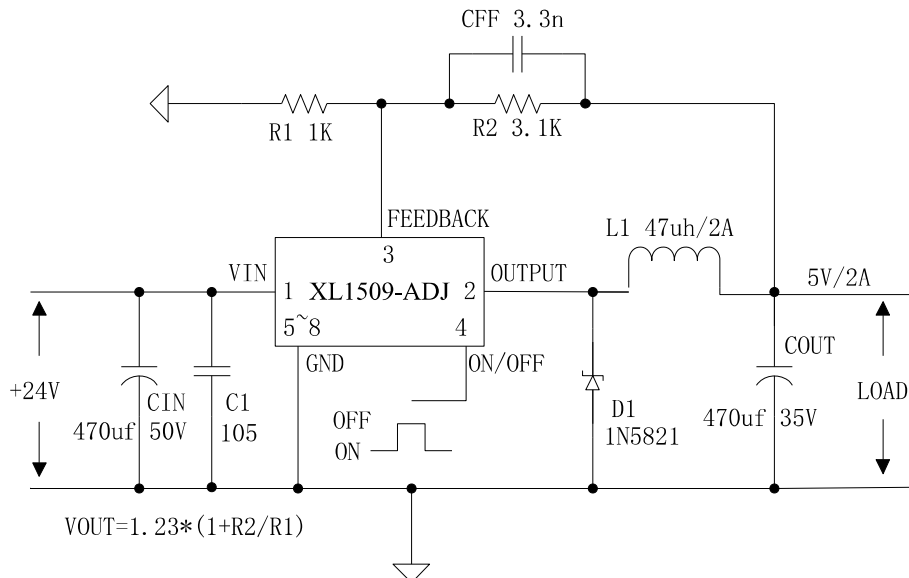 CFF 3.3n
R1 1K
R2 3.1K
FEEDBACK
L1 47uh/2A
3
VIN
OUTPUT
1 XL1509-ADJ 2
5~8
4
5V/2A
GND
ON/OFF
COUT
+24V
CIN
C1
OFF
D1
LOAD
470uf 50V
105
ON
1N5821
470uf 35V
VOUT=1.23*(1+R2/R1)